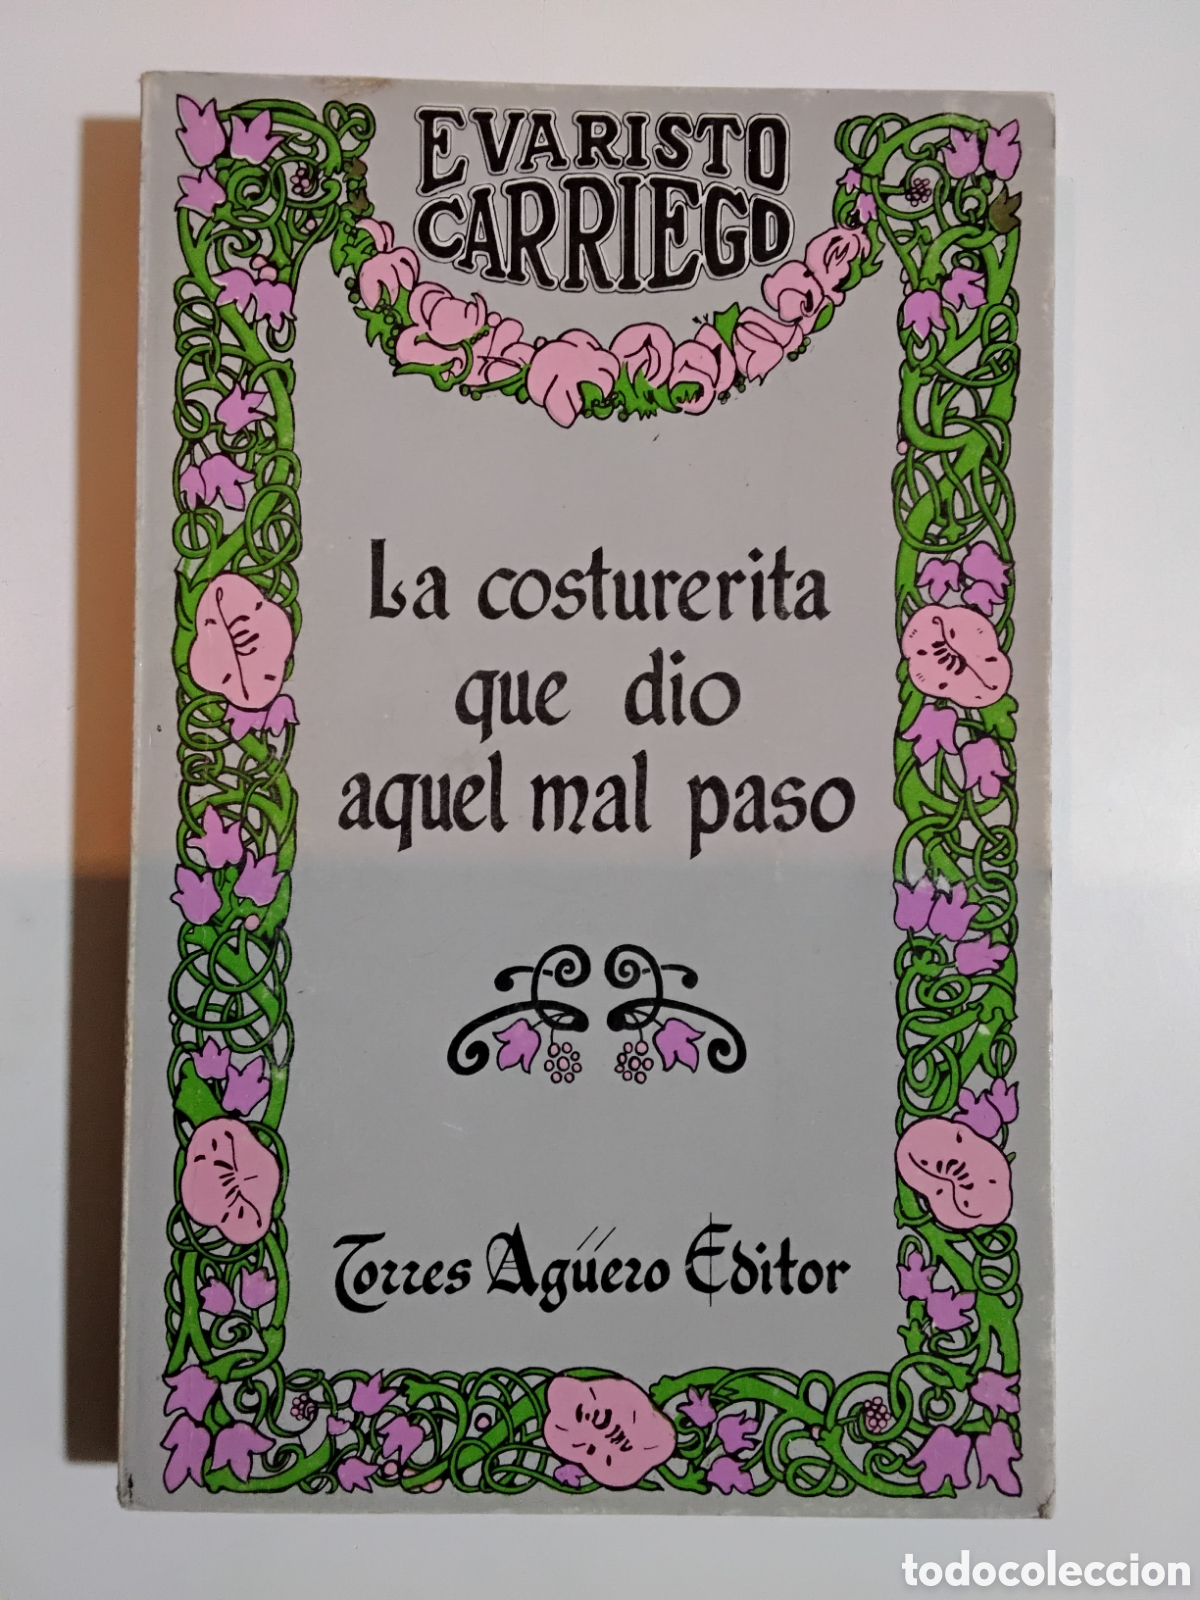 EVARISTO
CARRIEGO
La costurerita
que dio
aquel mal paso
Torres Agüero Editor
todocoleccion